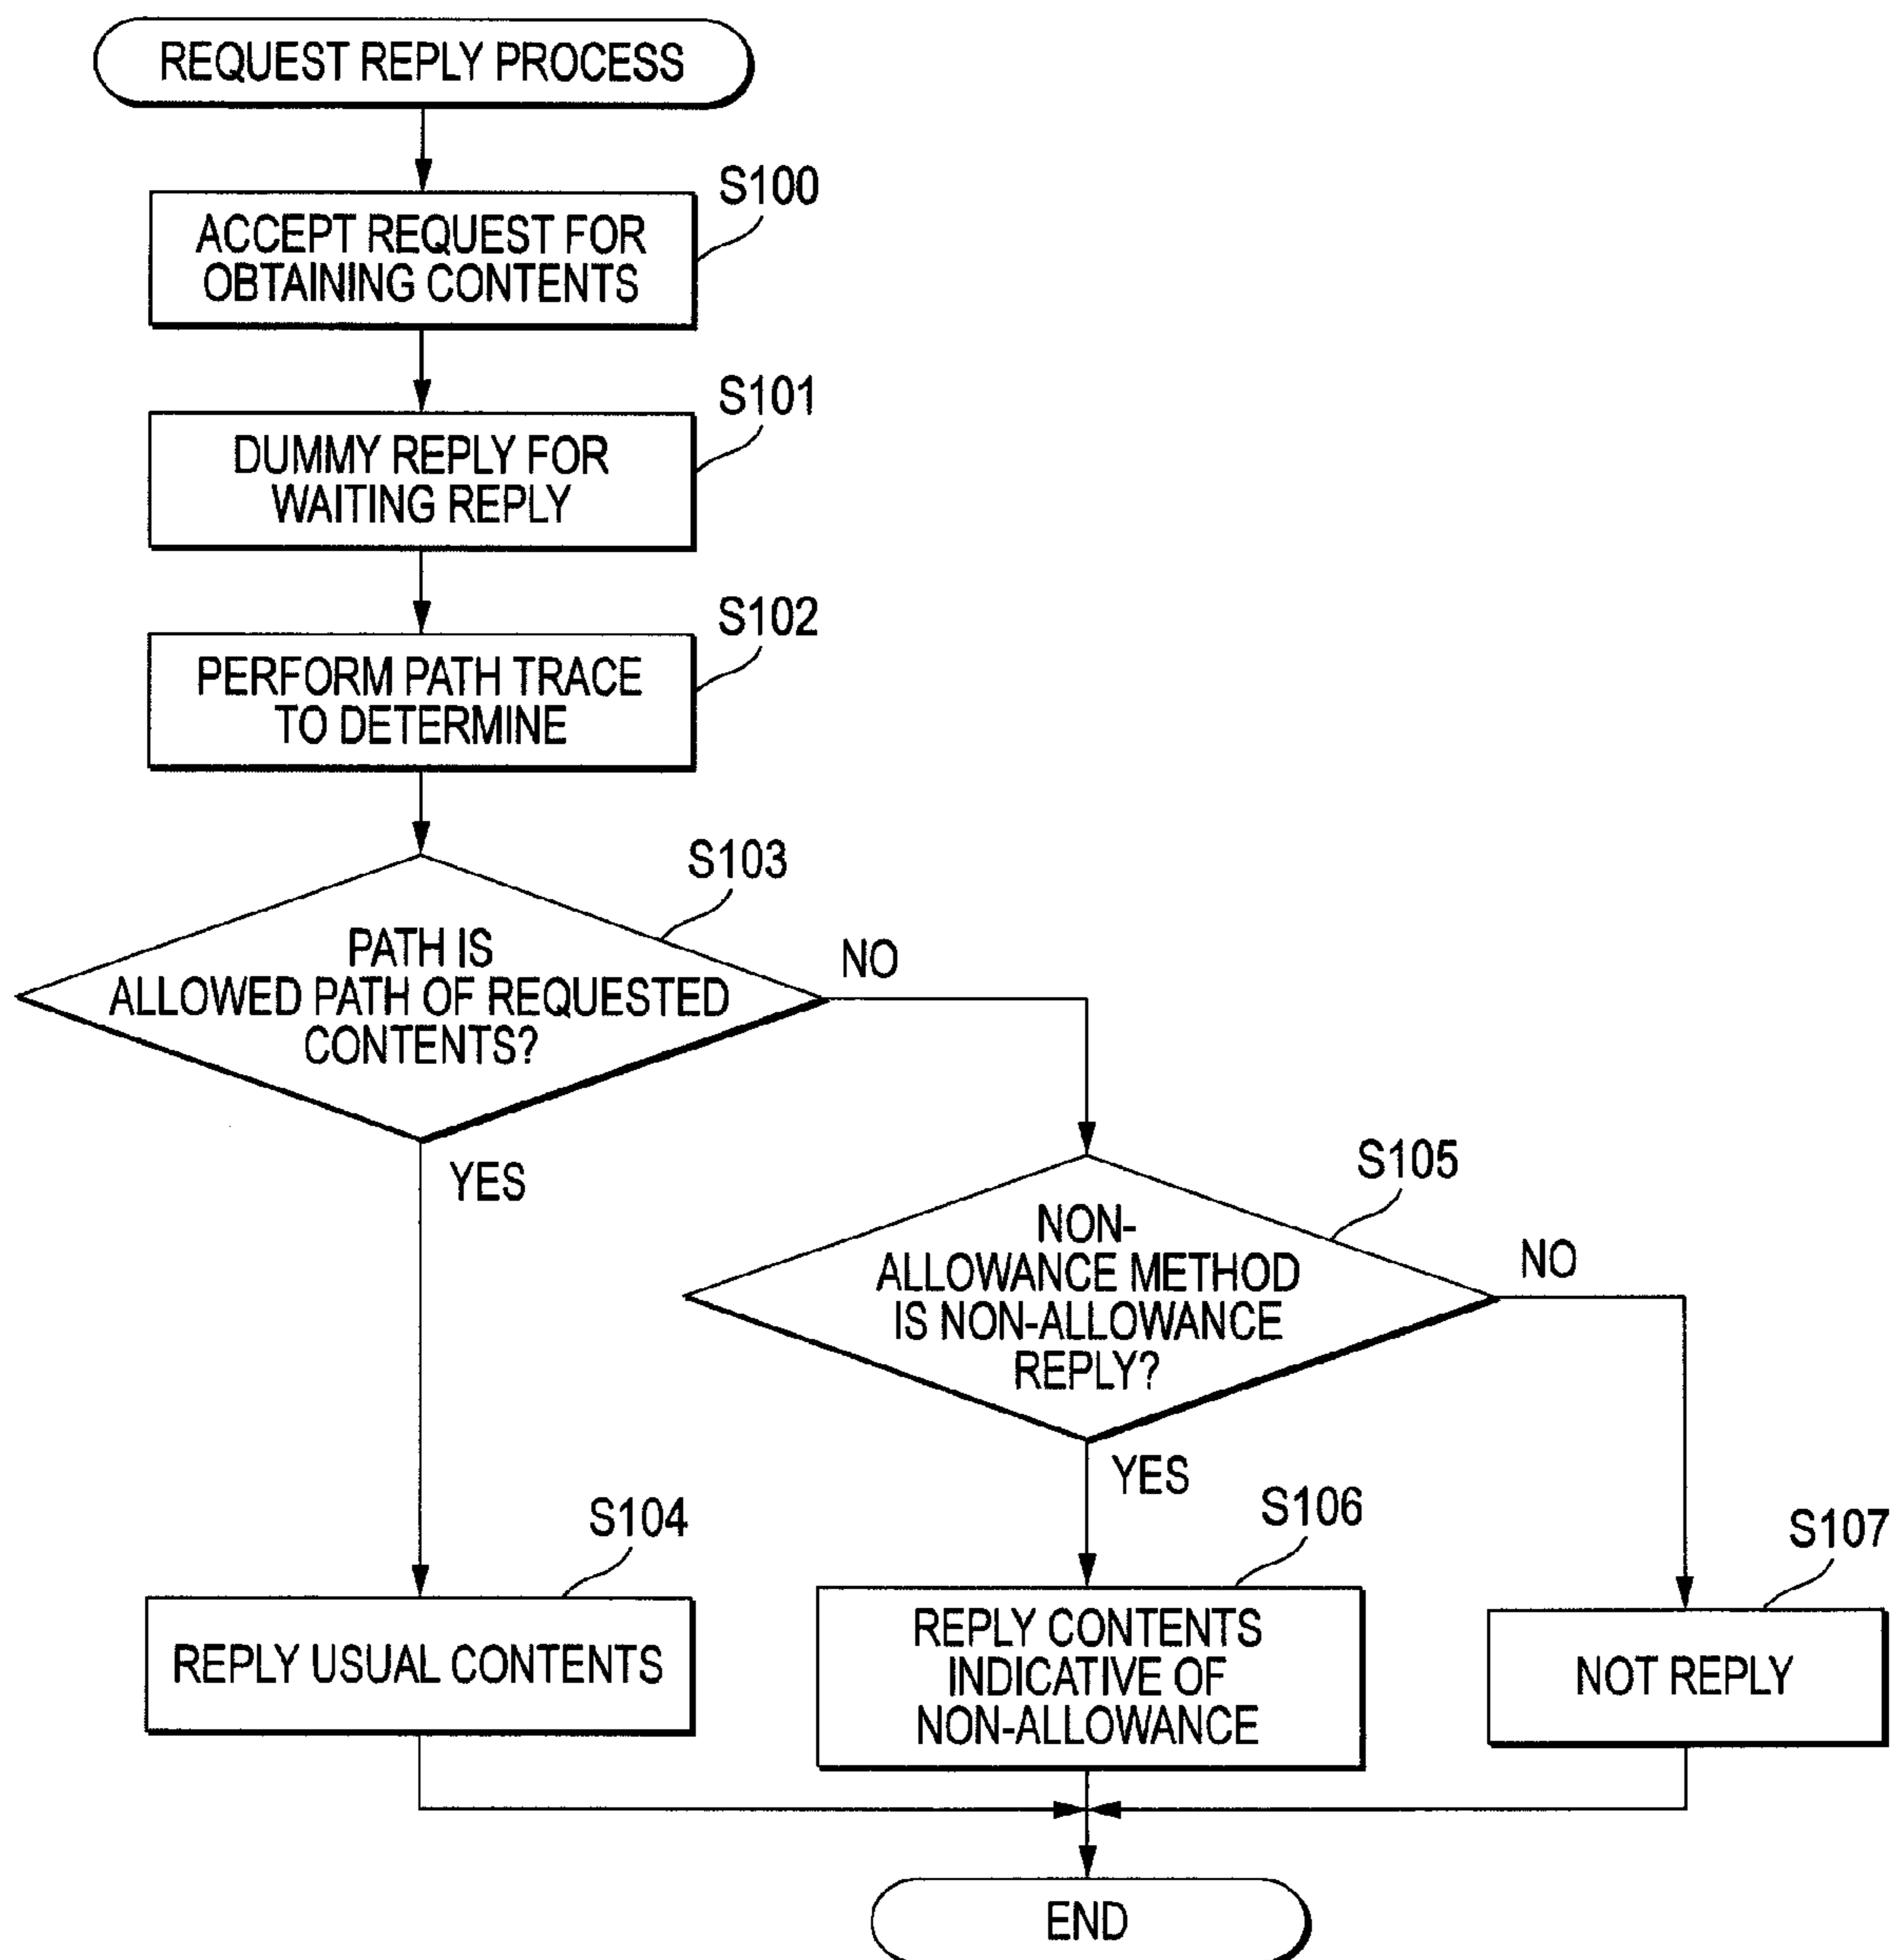 REQUEST REPLY PROCESS
S100
ACCEPT REQUEST FOR
OBTAINING CONTENTS
S101
DUMMY REPLY FOR
WAITING REPLY
S102
PERFORM PATH TRACE
TO DETERMINE
S103
PATH IS
ALLOWED PATH OF REQUESTED
CONTENTS?
NO
YES
S105
NON-
ALLOWANCE METHOD
IS NON-ALLOWANCE
REPLY?
NO
YES
S104
REPLY USUAL CONTENTS
S106
REPLY CONTENTS
INDICATIVE OF
NON-ALLOWANCE
S107
NOT REPLY
END